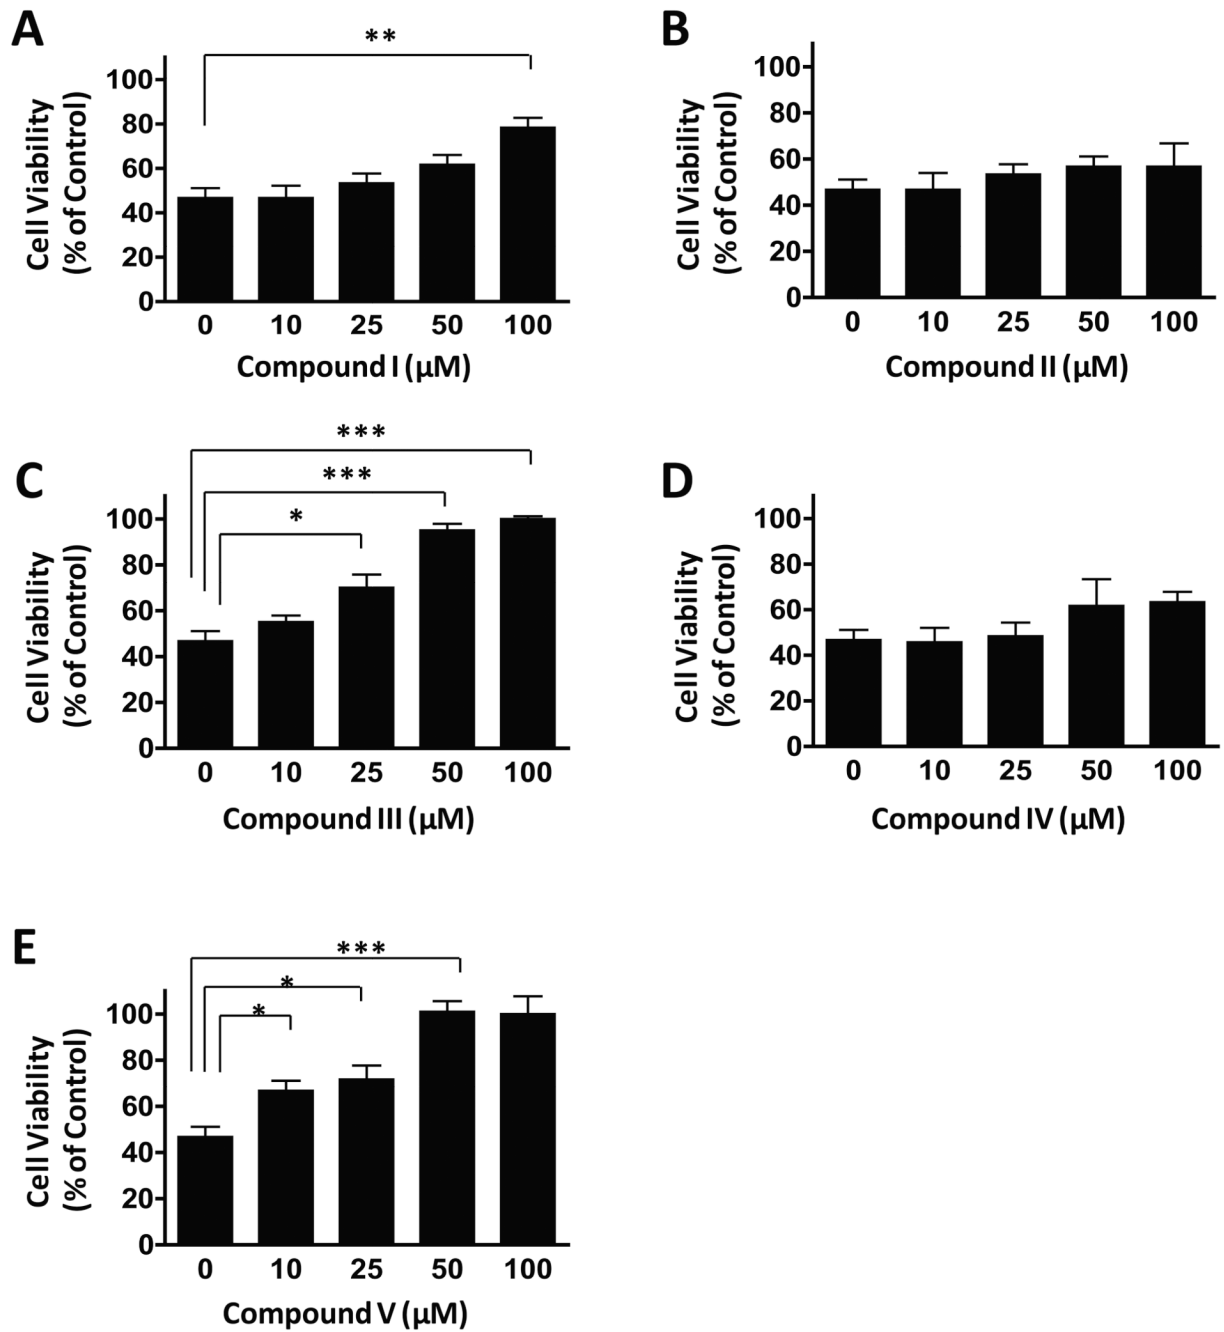 A
**
Cell Viability
(% of Control)
100
80
60
40
20
0
0 10 25 50 100
Compound I (µM)
B
Cell Viability
(% of Control)
100
80
60
40
20
0
0 10 25 50 100
Compound II (µM)
C
***
***
*
Cell Viability
(% of Control)
100
80
60
40
20
0
0 10 25 50 100
Compound III (µM)
D
Cell Viability
(% of Control)
100
80
60
40
20
0
0 10 25 50 100
Compound IV (µM)
E
***
*
*
Cell Viability
(% of Control)
100
80
60
40
20
0
0 10 25 50 100
Compound V (µM)